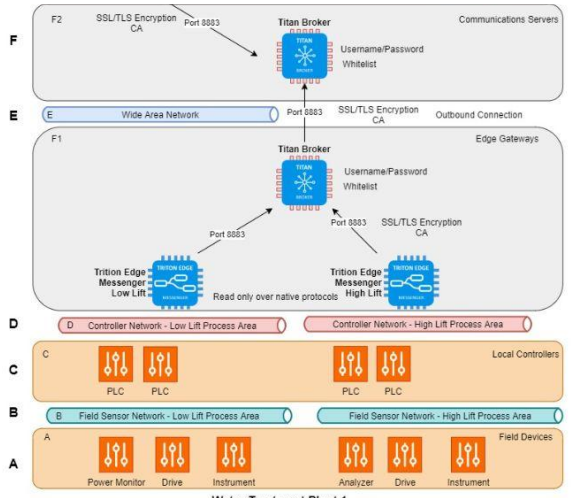 F
F2
SSL/TLS Encryption
CA
Port 8883
Titan Broker
Communications Servers
TITAN
BROKER
Username/Password
Whitelist
E
E
Wide Area Network
Port 8883
SSL/TLS Encryption
CA
Outbound Connection
F1
Edge Gateways
Titan Broker
TITAN
BROKER
Username/Password
Whitelist
Port 8883
Port 8883
SSL/TLS Encryption
CA
Trition Edge
Messenger
Low Lift
TRITON EDGE
MESSENGER
Read only over native protocols
Trition Edge
Messenger
High Lift
TRITON EDGE
MESSENGER
D
D
Controller Network - Low Lift Process Area
Controller Network - High Lift Process Area
C
C
Local Controllers
PLC
PLC
PLC
PLC
B
B
Field Sensor Network - Low Lift Process Area
Field Sensor Network - High Lift Process Area
A
A
Field Devices
Power Monitor
Drive
Instrument
Analyzer
Drive
Instrument